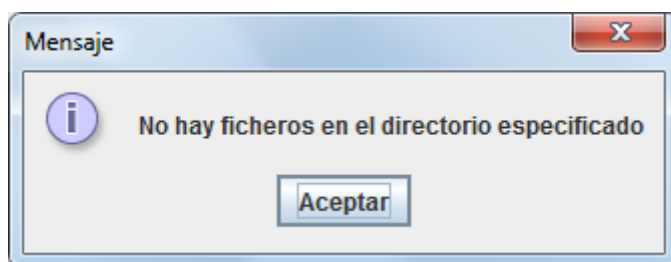 Mensaje
No hay ficheros en el directorio especificado
Aceptar